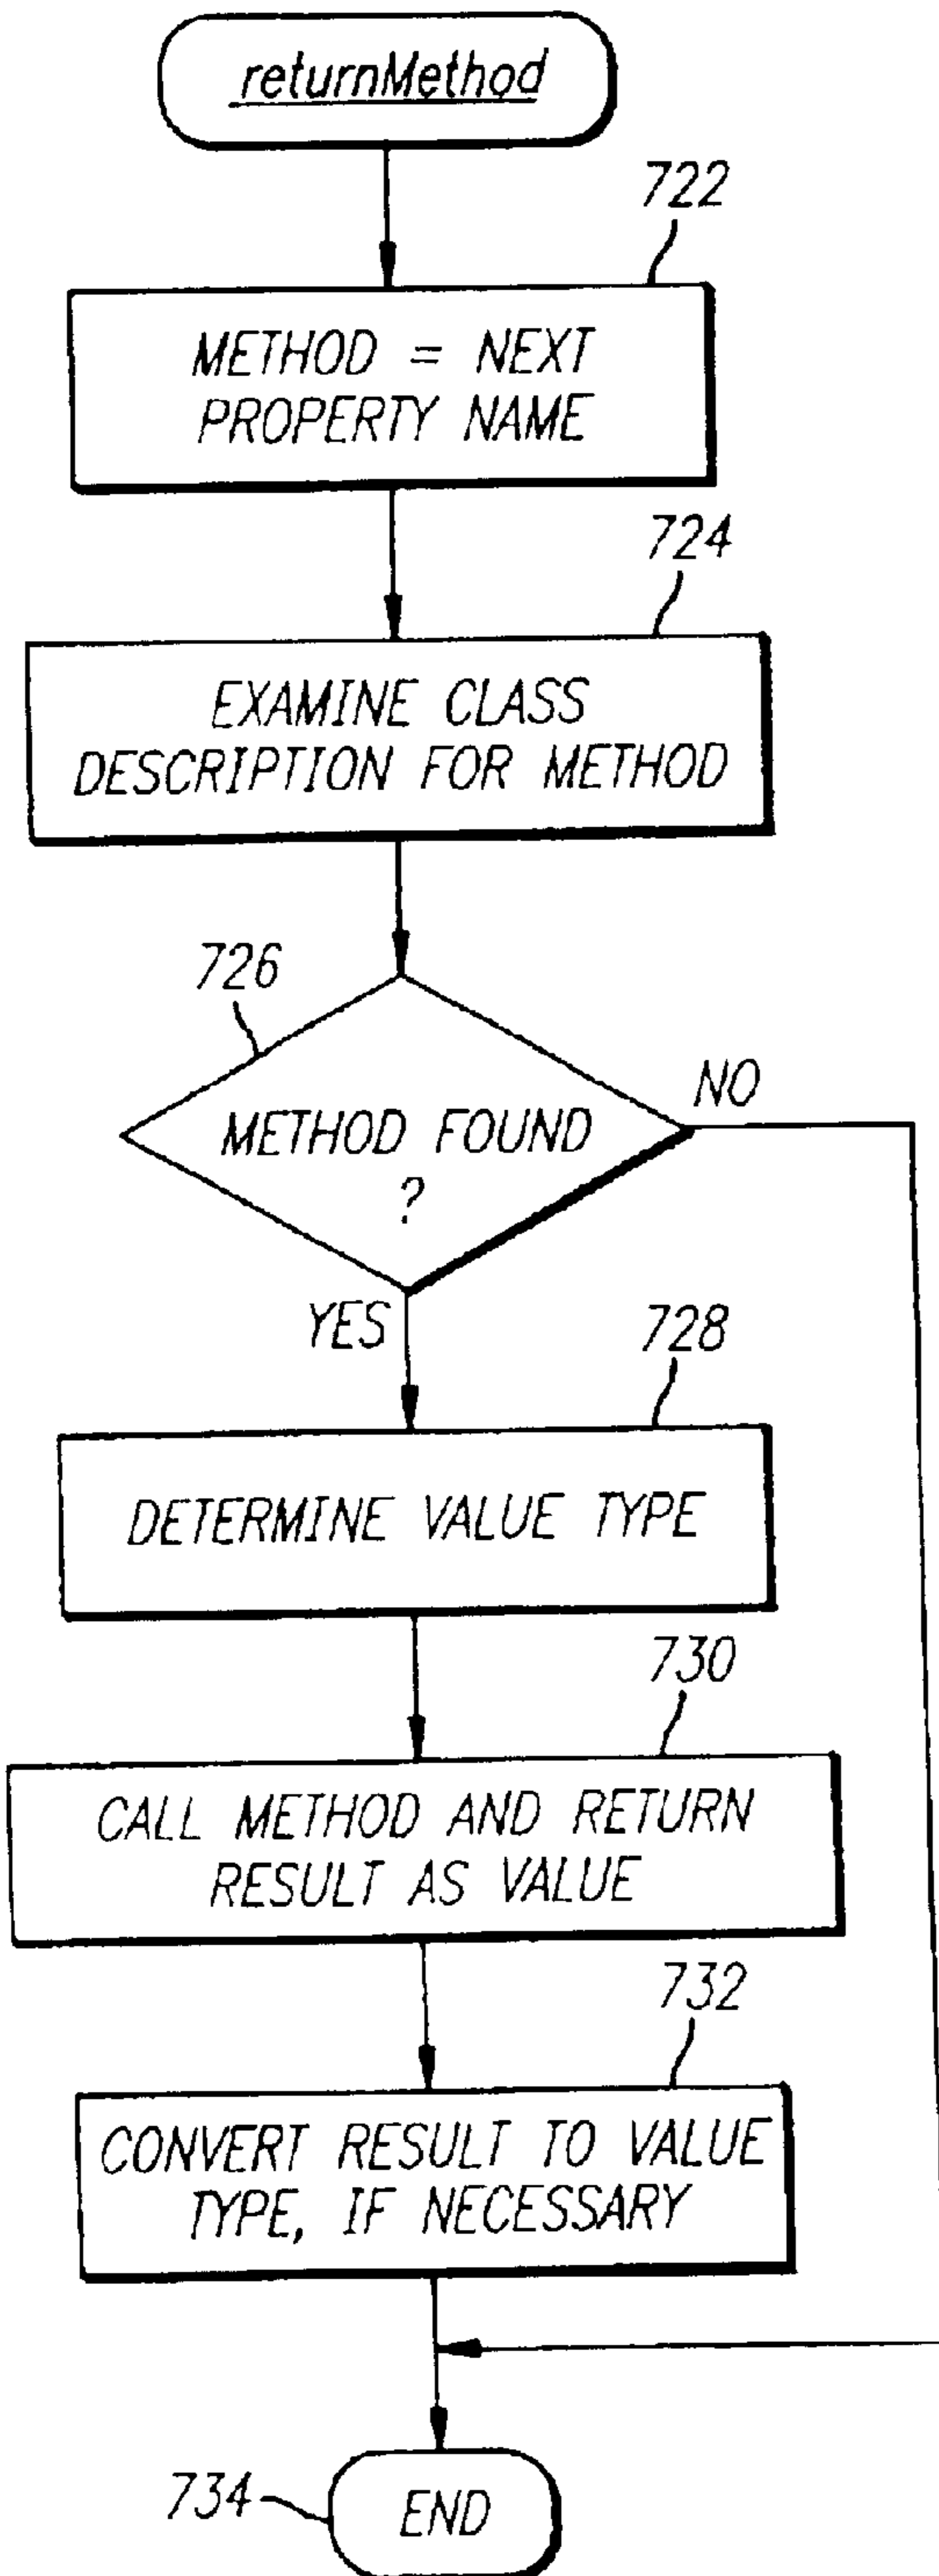 returnMethod
722
METHOD = NEXT
PROPERTY NAME
724
EXAMINE CLASS
DESCRIPTION FOR METHOD
726
METHOD FOUND
?
NO
YES
728
DETERMINE VALUE TYPE
730
CALL METHOD AND RETURN
RESULT AS VALUE
732
CONVERT RESULT TO VALUE
TYPE, IF NECESSARY
734
END